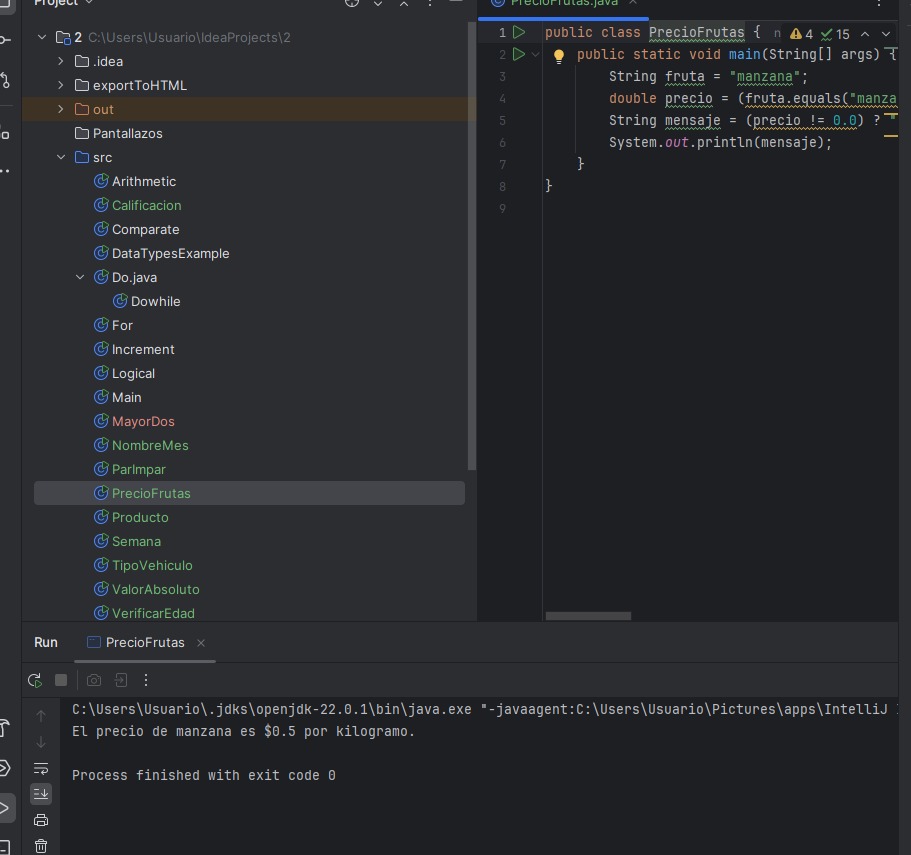 Project
2 C:\Users\Usuario\IdeaProjects\2
.idea
exportToHTML
out
Pantallazos
src
Arithmetic
Calificacion
Comparate
DataTypesExample
Do.java
Dowhile
For
Increment
Logical
Main
MayorDos
NombreMes
ParImpar
PrecioFrutas
Producto
Semana
TipoVehiculo
ValorAbsoluto
VerificarEdad
PrecioFrutas.java
1 public class PrecioFrutas { n 4 15
2 public static void main(String[] args) {
3 String fruta = "manzana";
4 double precio = (fruta.equals("manza
5 String mensaje = (precio != 0.0) ? "
6 System.out.println(mensaje);
7 }
8 }
9
Run PrecioFrutas
C:\Users\Usuario\.jdks\openjdk-22.0.1\bin\java.exe "-javaagent:C:\Users\Usuario\Pictures\apps\IntelliJ
El precio de manzana es $0.5 por kilogramo.
Process finished with exit code 0